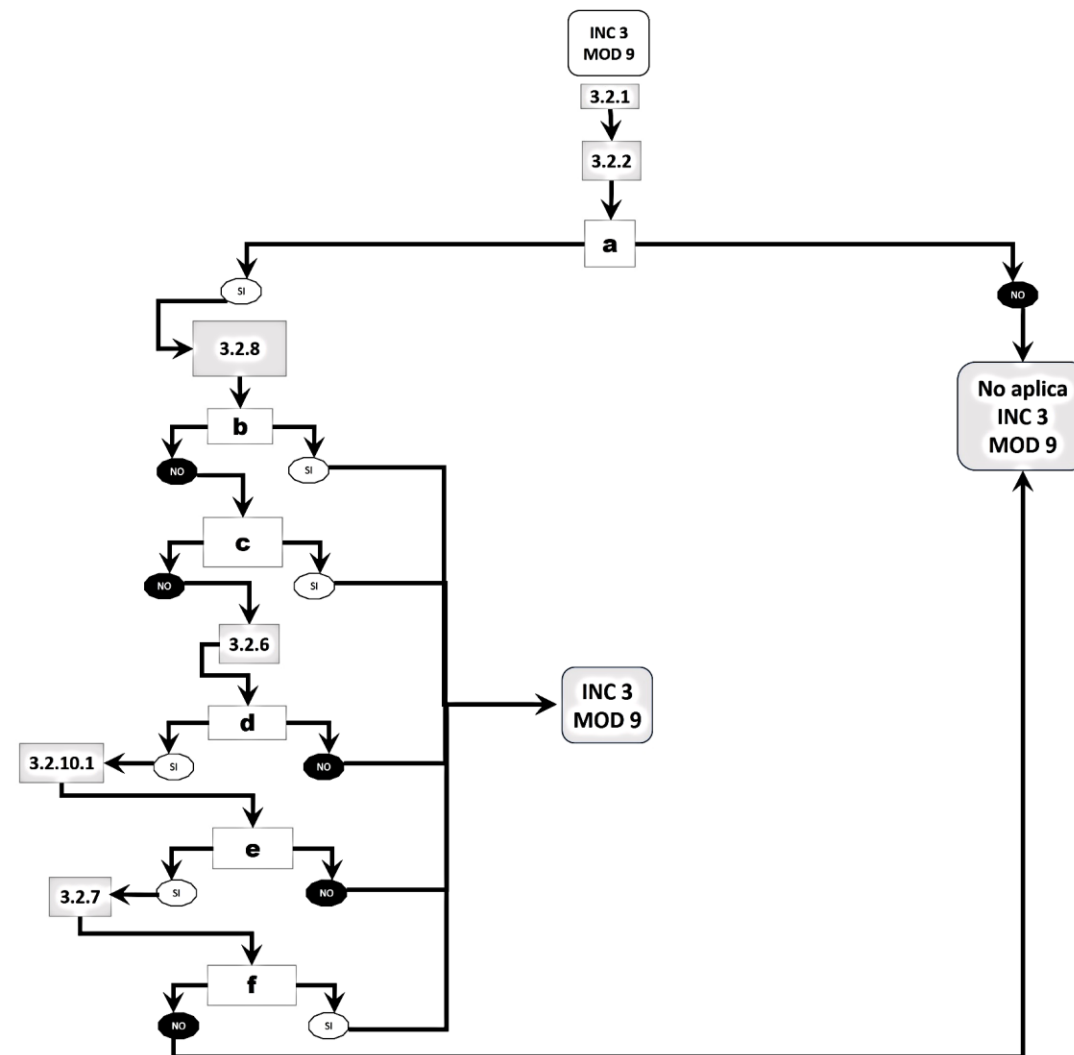 INC 3
MOD 9
3.2.1
3.2.2
a
SI
NO
3.2.8
No aplica
INC 3
MOD 9
b
NO
SI
c
NO
SI
3.2.6
INC 3
MOD 9
d
3.2.10.1
SI
NO
e
3.2.7
SI
NO
f
NO
SI